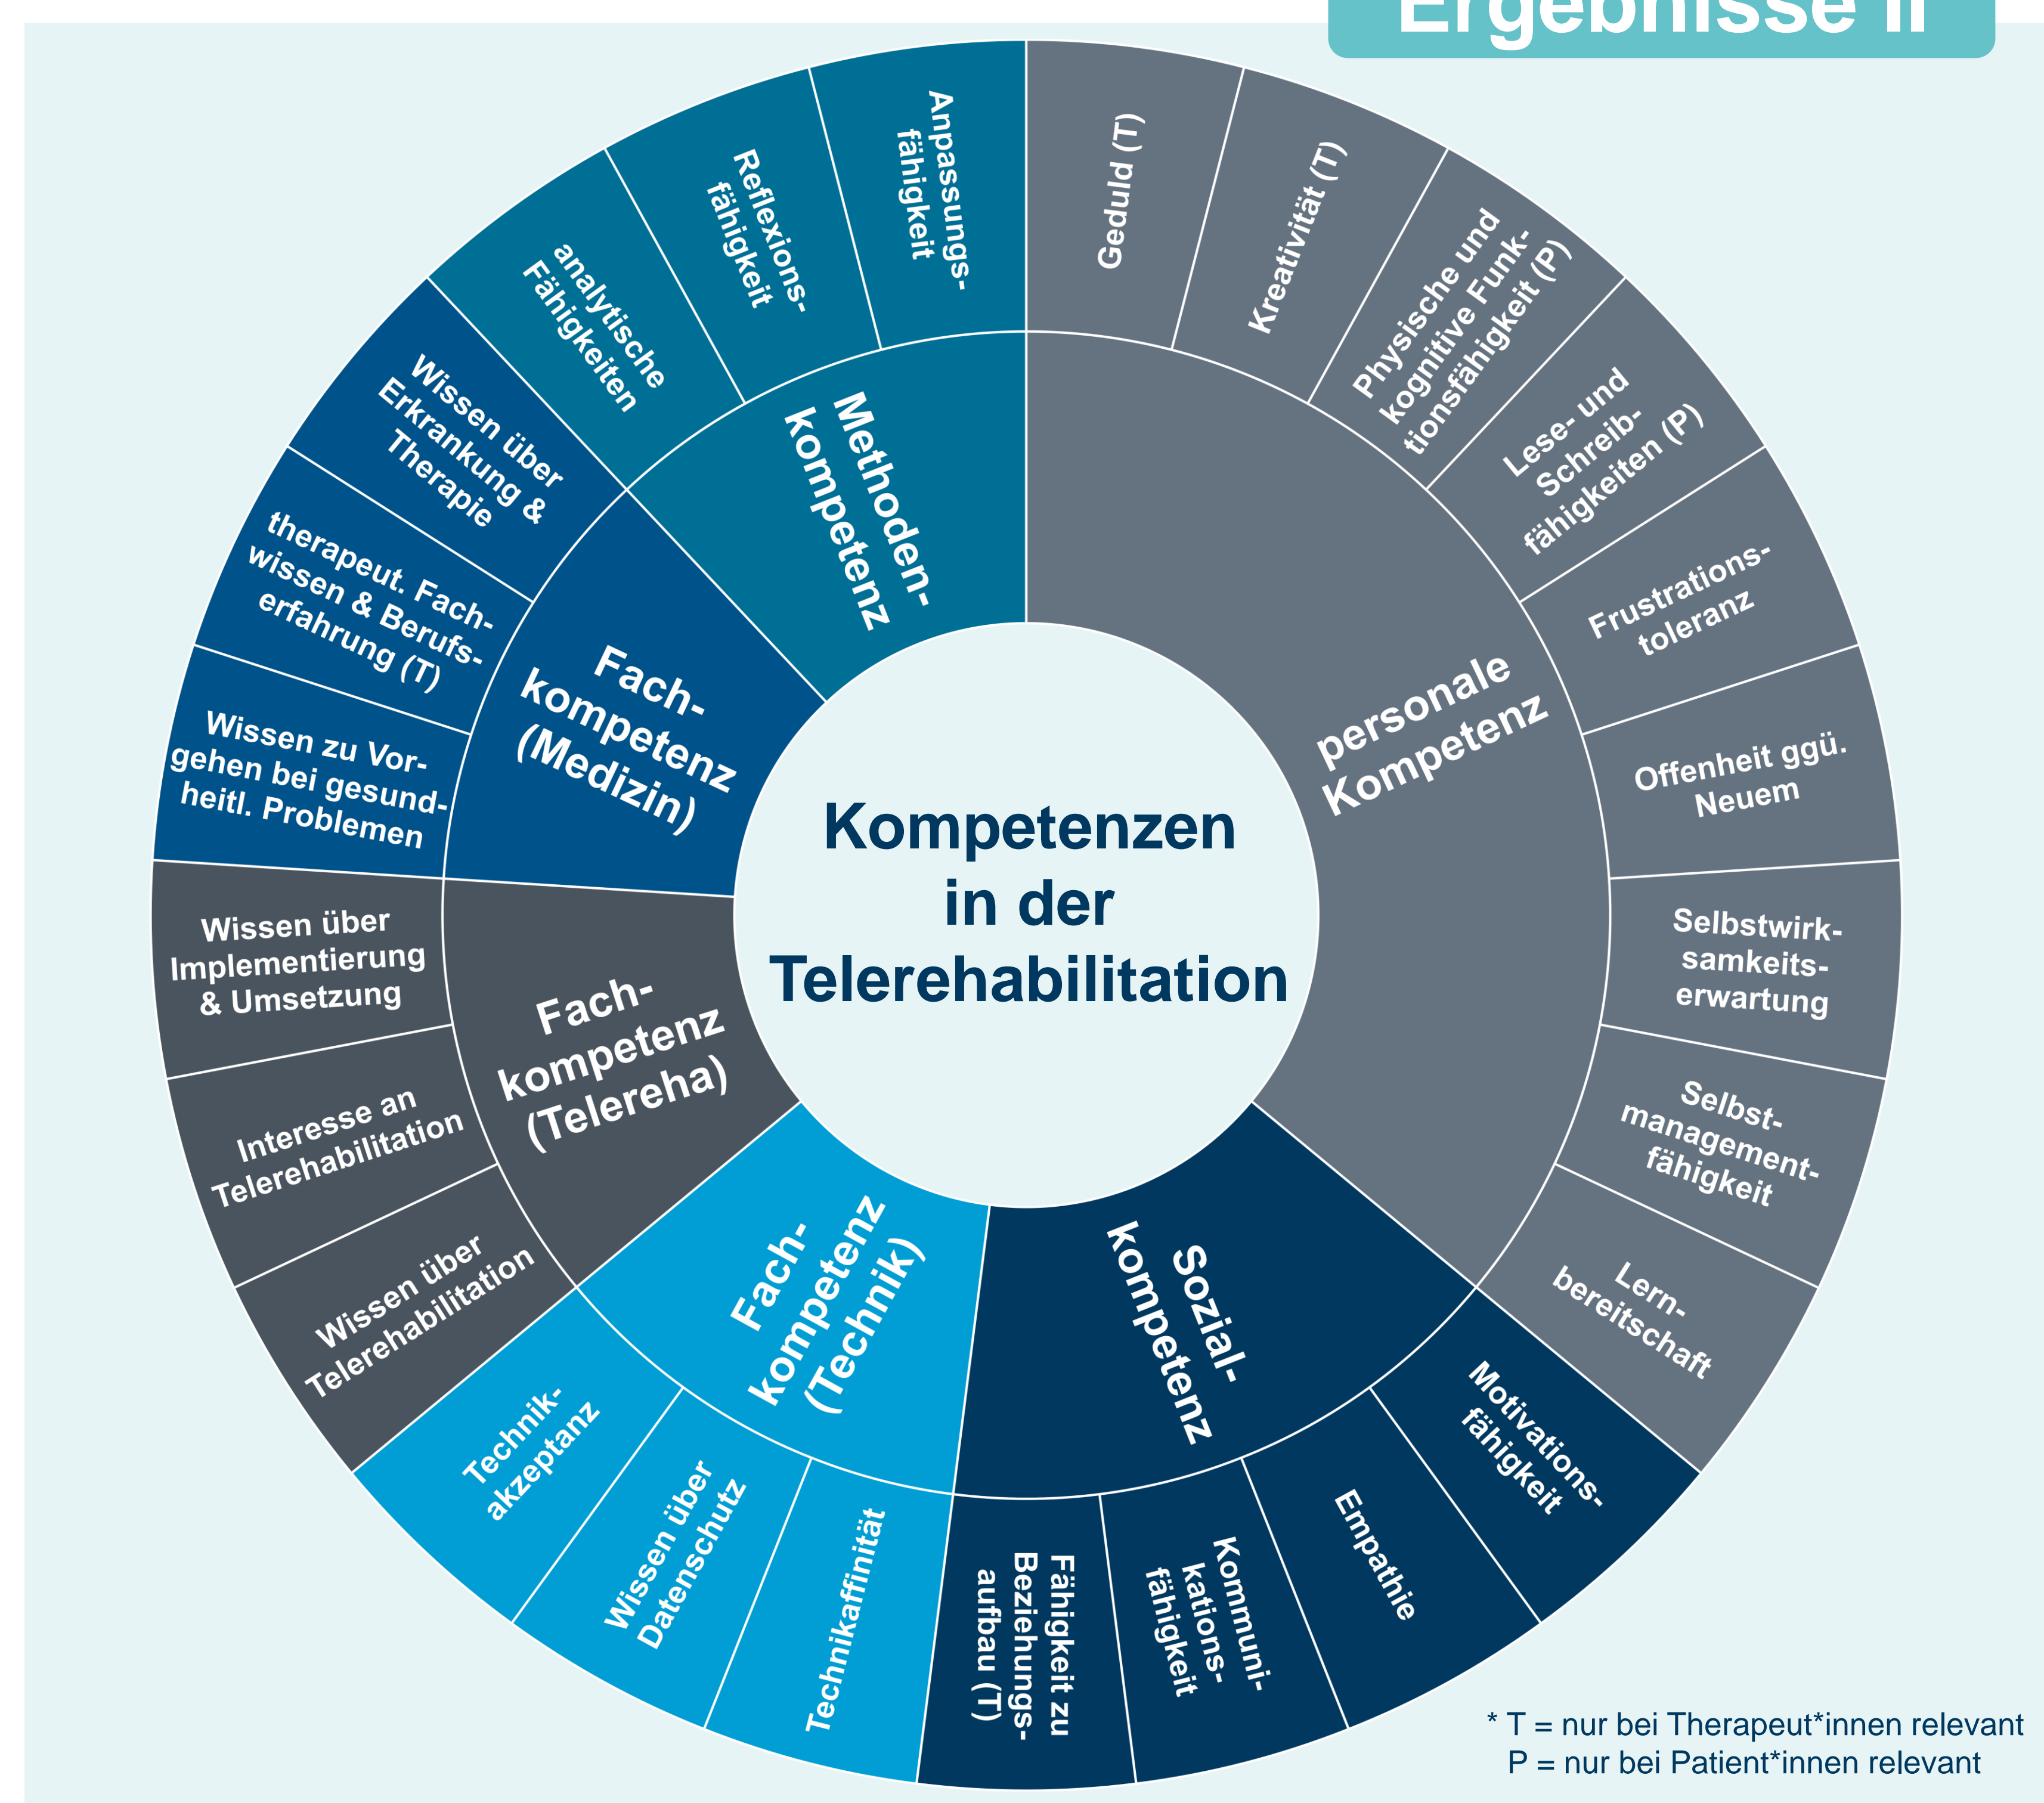 Ergebnisse II
Kompetenzen
in der
Telerehabilitation
personale
Kompetenz
Geduld (T)
Kreativität (T)
Physische und
kognitive Funk-
tionsfähigkeit (P)
Lese- und
Schreib-
fähigkeiten (P)
Frustrations-
toleranz
Offenheit ggü.
Neuem
Selbstwirk-
samkeits-
erwartung
Selbst-
management-
fähigkeit
Lern-
bereitschaft
Sozial-
kompetenz
Motivations-
fähigkeit
Empathie
Kommuni-
kations-
fähigkeit
Fähigkeit zu
Beziehungs-
aufbau (T)
Fach-
kompetenz
(Technik)
Technikaffinität
Wissen über
Datenschutz
Technik-
akzeptanz
Fach-
kompetenz
(Telereha)
Wissen über
Telerehabilitation
Interesse an
Telerehabilitation
Wissen über
Implementierung
& Umsetzung
Fach-
kompetenz
(Medizin)
Wissen zu Vor-
gehen bei gesund-
heitl. Problemen
therapeut. Fach-
wissen & Berufs-
erfahrung (T)
Wissen über
Erkrankung &
Therapie
Methoden-
kompetenz
analytische
Fähigkeiten
Reflexions-
fähigkeit
Anpassungs-
fähigkeit
* T = nur bei Therapeut*innen relevant
P = nur bei Patient*innen relevant